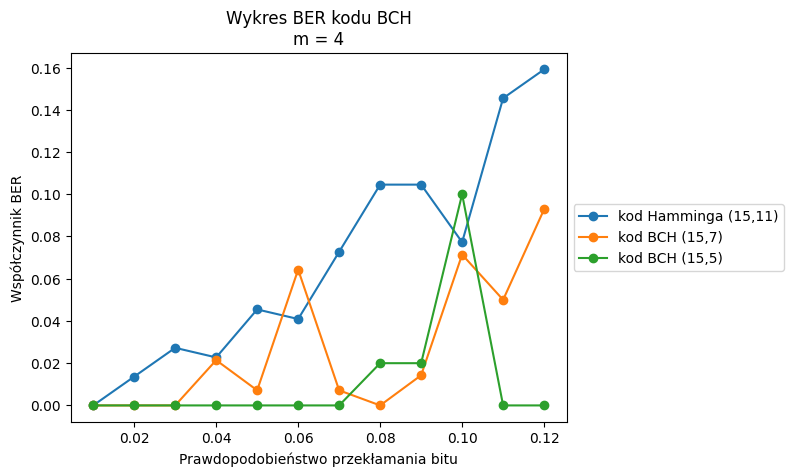 Wykres BER kodu BCH
m = 4
Współczynnik BER
0.16
0.14
0.12
0.10
0.08
0.06
0.04
0.02
0.00
0.02
0.04
0.06
0.08
0.10
0.12
Prawdopodobieństwo przekłamania bitu
kod Hamminga (15,11)
kod BCH (15,7)
kod BCH (15,5)